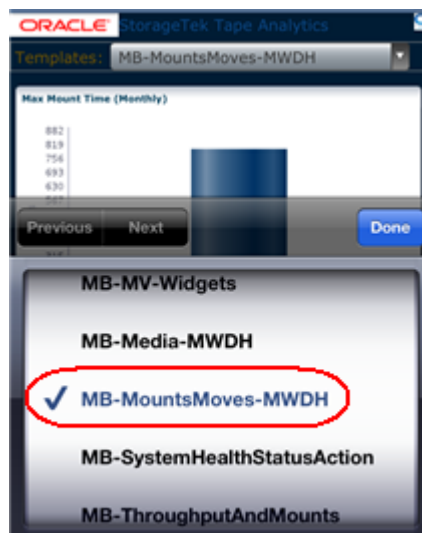 ORACLE StorageTek Tape Analytics
Templates: MB-MountsMoves-MWDH
Max Mount Time (Monthly)
882
819
756
693
630
Previous Next Done
MB-MV-Widgets
MB-Media-MWDH
✓ MB-MountsMoves-MWDH
MB-SystemHealthStatusAction
MB-ThroughputAndMounts